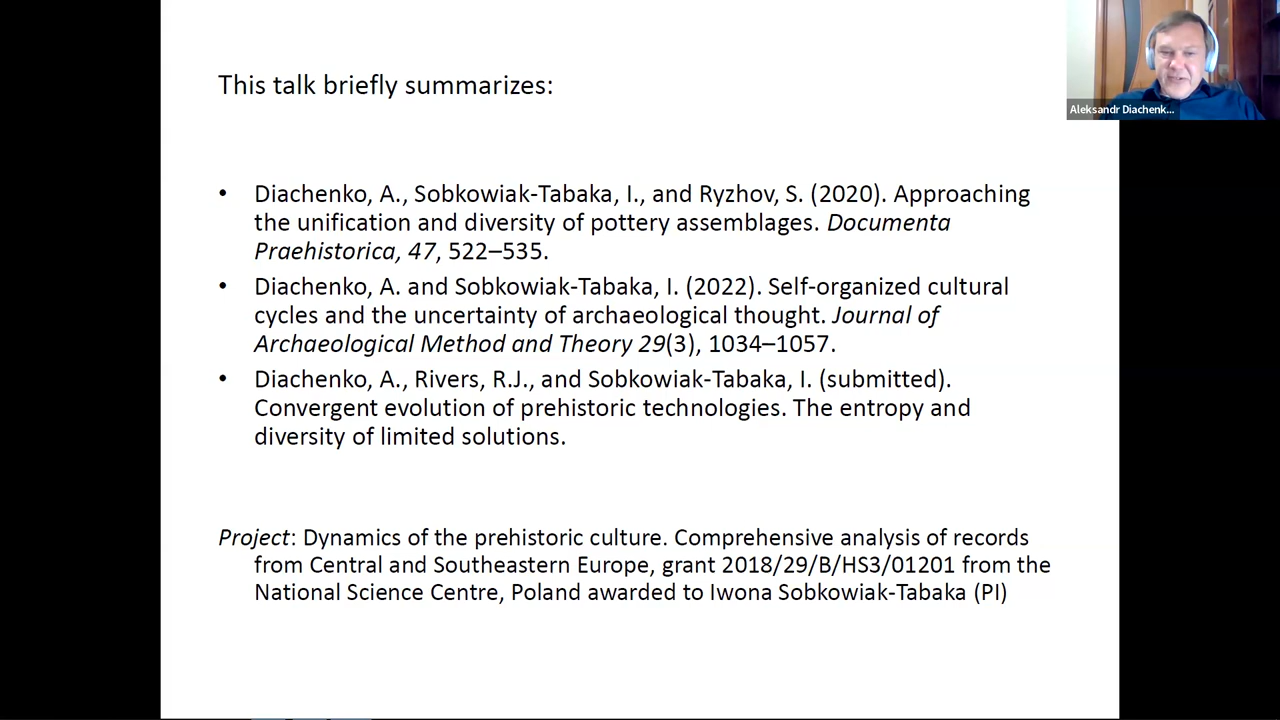 This talk briefly summarizes:
Aleksandr Diachenk...
• Diachenko, A., Sobkowiak-Tabaka, I., and Ryzhov, S. (2020). Approaching
the unification and diversity of pottery assemblages. Documenta
Praehistorica, 47, 522–535.
• Diachenko, A. and Sobkowiak-Tabaka, I. (2022). Self-organized cultural
cycles and the uncertainty of archaeological thought. Journal of
Archaeological Method and Theory 29(3), 1034–1057.
• Diachenko, A., Rivers, R.J., and Sobkowiak-Tabaka, I. (submitted).
Convergent evolution of prehistoric technologies. The entropy and
diversity of limited solutions.
Project: Dynamics of the prehistoric culture. Comprehensive analysis of records
from Central and Southeastern Europe, grant 2018/29/B/HS3/01201 from the
National Science Centre, Poland awarded to Iwona Sobkowiak-Tabaka (PI)